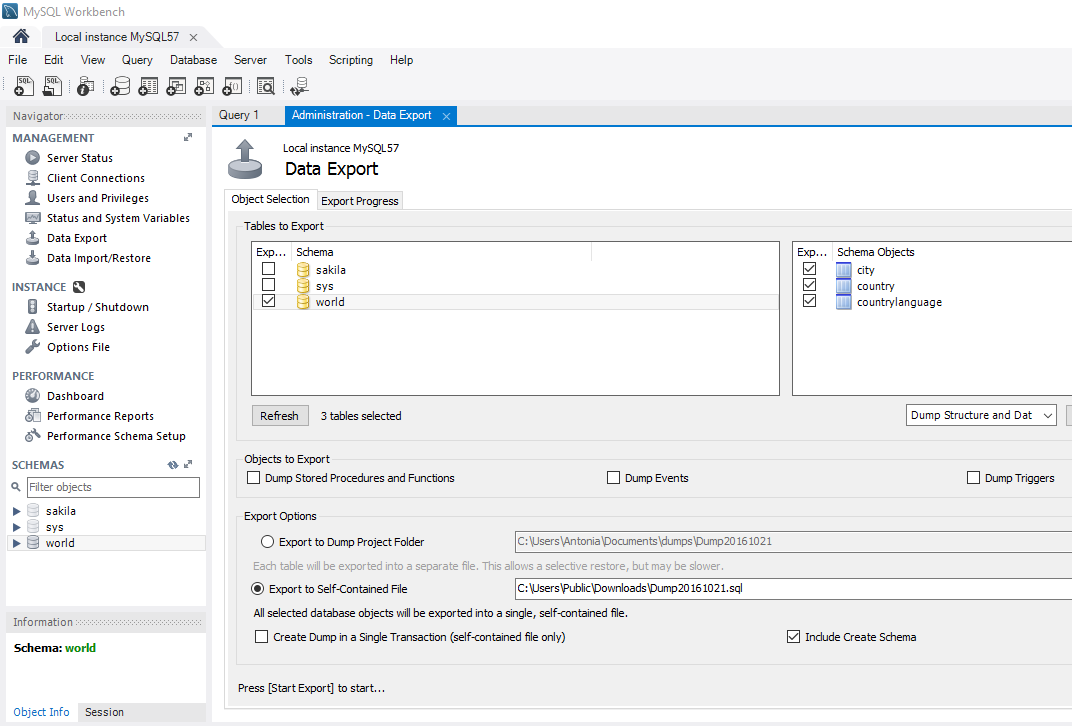 MySQL Workbench
Local instance MySQL57
File Edit View Query Database Server Tools Scripting Help
SQL SQL
Navigator
MANAGEMENT
Server Status
Client Connections
Users and Privileges
Status and System Variables
Data Export
Data Import/Restore
INSTANCE
Startup / Shutdown
Server Logs
Options File
PERFORMANCE
Dashboard
Performance Reports
Performance Schema Setup
SCHEMAS
Filter objects
sakila
sys
world
Information
Schema: world
Object Info Session
Query 1 Administration - Data Export
Local instance MySQL57
Data Export
Object Selection Export Progress
Tables to Export
Exp... Schema
sakila
sys
world
Exp... Schema Objects
city
country
countrylanguage
Refresh 3 tables selected Dump Structure and Dat
Objects to Export
Dump Stored Procedures and Functions Dump Events Dump Triggers
Export Options
Export to Dump Project Folder C:\Users\Antonia\Documents\dumps\Dump20161021
Each table will be exported into a separate file. This allows a selective restore, but may be slower.
Export to Self-Contained File C:\Users\Public\Downloads\Dump20161021.sql
All selected database objects will be exported into a single, self-contained file.
Create Dump in a Single Transaction (self-contained file only) Include Create Schema
Press [Start Export] to start...